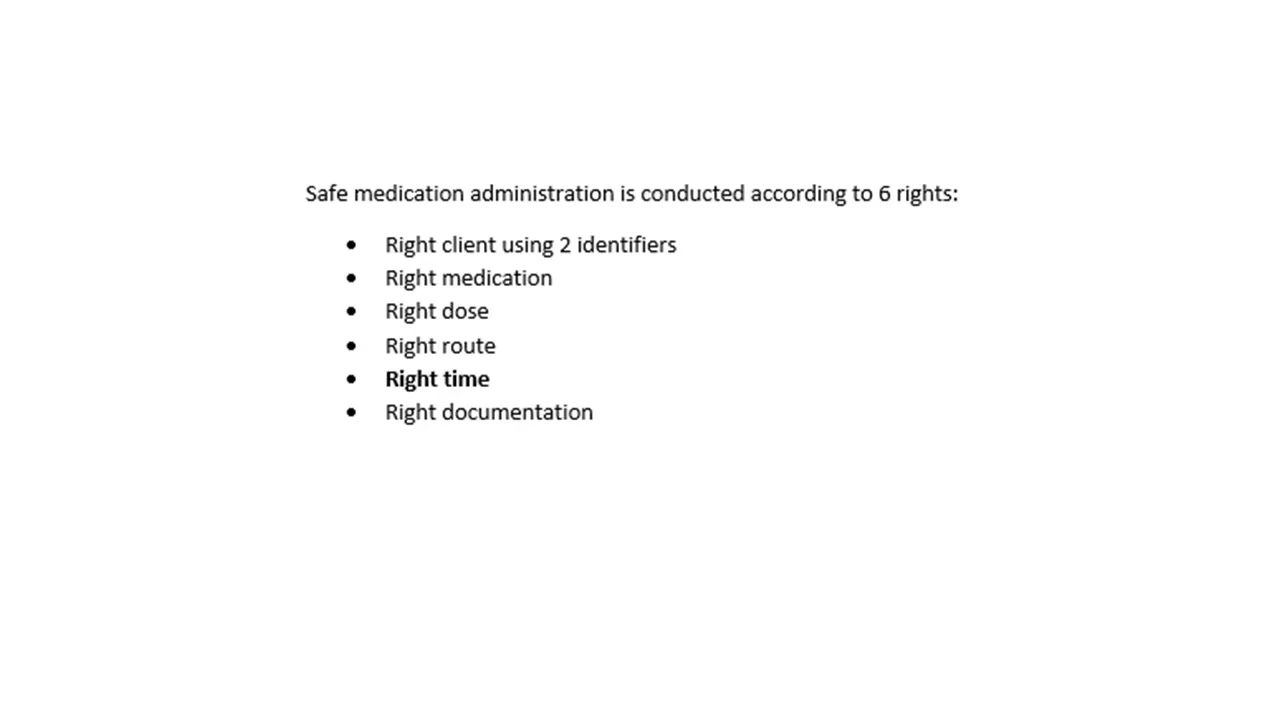 Safe medication administration is conducted according to 6 rights:
• Right client using 2 identifiers
• Right medication
• Right dose
• Right route
• Right time
• Right documentation